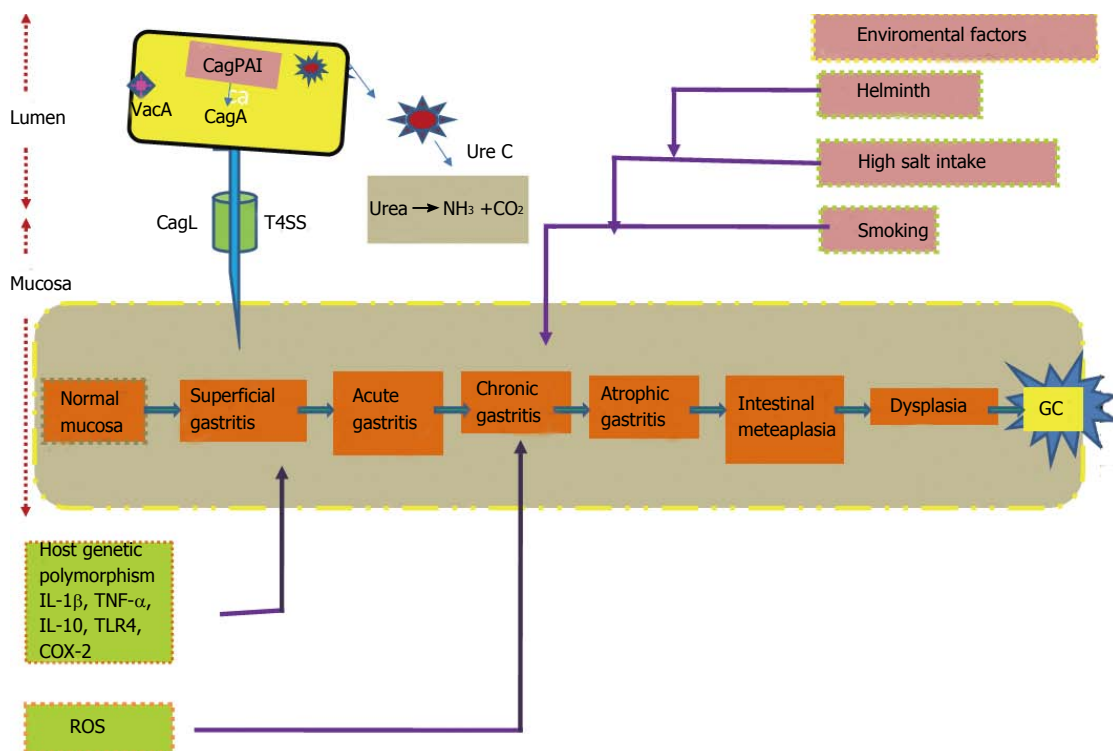 Lumen
Mucosa
CagPAI
ca
VacA
CagA
Ure C
CagL
T4SS
Urea → NH₃ +CO₂
Enviromental factors
Helminth
High salt intake
Smoking
Normal
mucosa
Superficial
gastritis
Acute
gastritis
Chronic
gastritis
Atrophic
gastritis
Intestinal
meteaplasia
Dysplasia
GC
Host genetic
polymorphism
IL-1β, TNF-α,
IL-10, TLR4,
COX-2
ROS